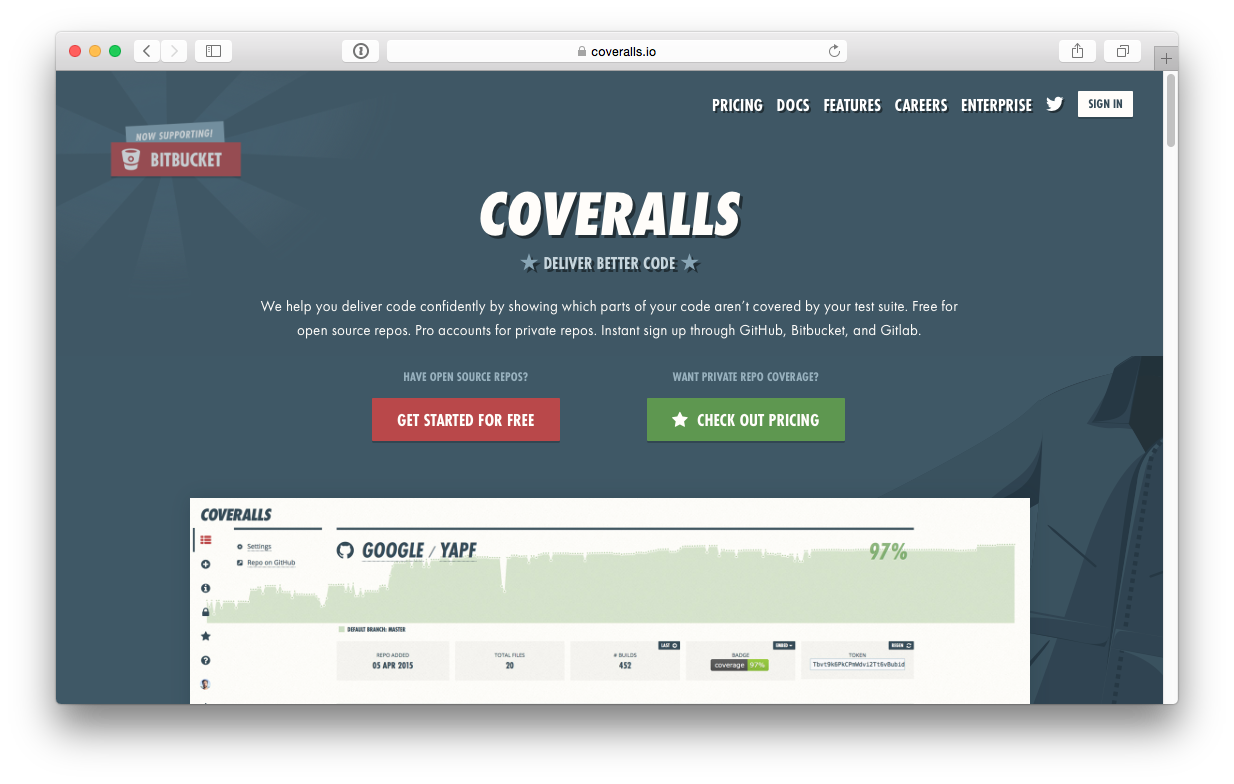 coveralls.io
PRICING DOCS FEATURES CAREERS ENTERPRISE SIGN IN
NOW SUPPORTING!
BITBUCKET
COVERALLS
DELIVER BETTER CODE
We help you deliver code confidently by showing which parts of your code aren't covered by your test suite. Free for
open source repos. Pro accounts for private repos. Instant sign up through GitHub, Bitbucket, and Gitlab.
HAVE OPEN SOURCE REPOS?
GET STARTED FOR FREE
WANT PRIVATE REPO COVERAGE?
CHECK OUT PRICING
COVERALLS
Settings
Repo on GitHub
GOOGLE / YAPF
97%
DEFAULT BRANCH: MASTER
REPO ADDED
05 APR 2015
TOTAL FILES
20
LAST
# BUILDS
452
EMBED
BADGE
coverage 97%
REGEN
TOKEN